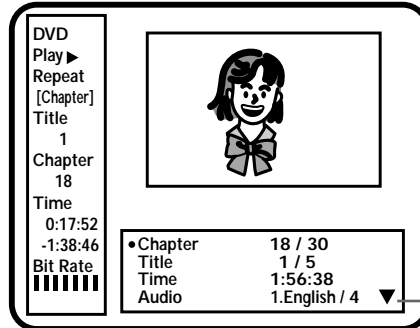 DVD
Play ▶
Repeat
[Chapter]
Title
1
Chapter
18
Time
0:17:52
-1:38:46
Bit Rate
•Chapter 18 / 30
Title 1 / 5
Time 1:56:38
Audio 1.English / 4 ▼